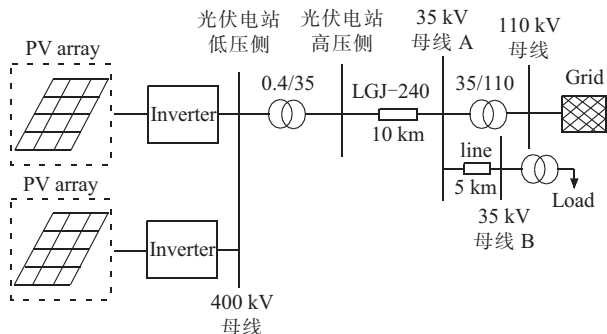 PV array
Inverter
光伏电站
低压侧
0.4/35
光伏电站
高压侧
LGJ-240
10 km
35 kV
母线 A
35/110
110 kV
母线
Grid
line
5 km
35 kV
母线 B
Load
PV array
Inverter
400 kV
母线